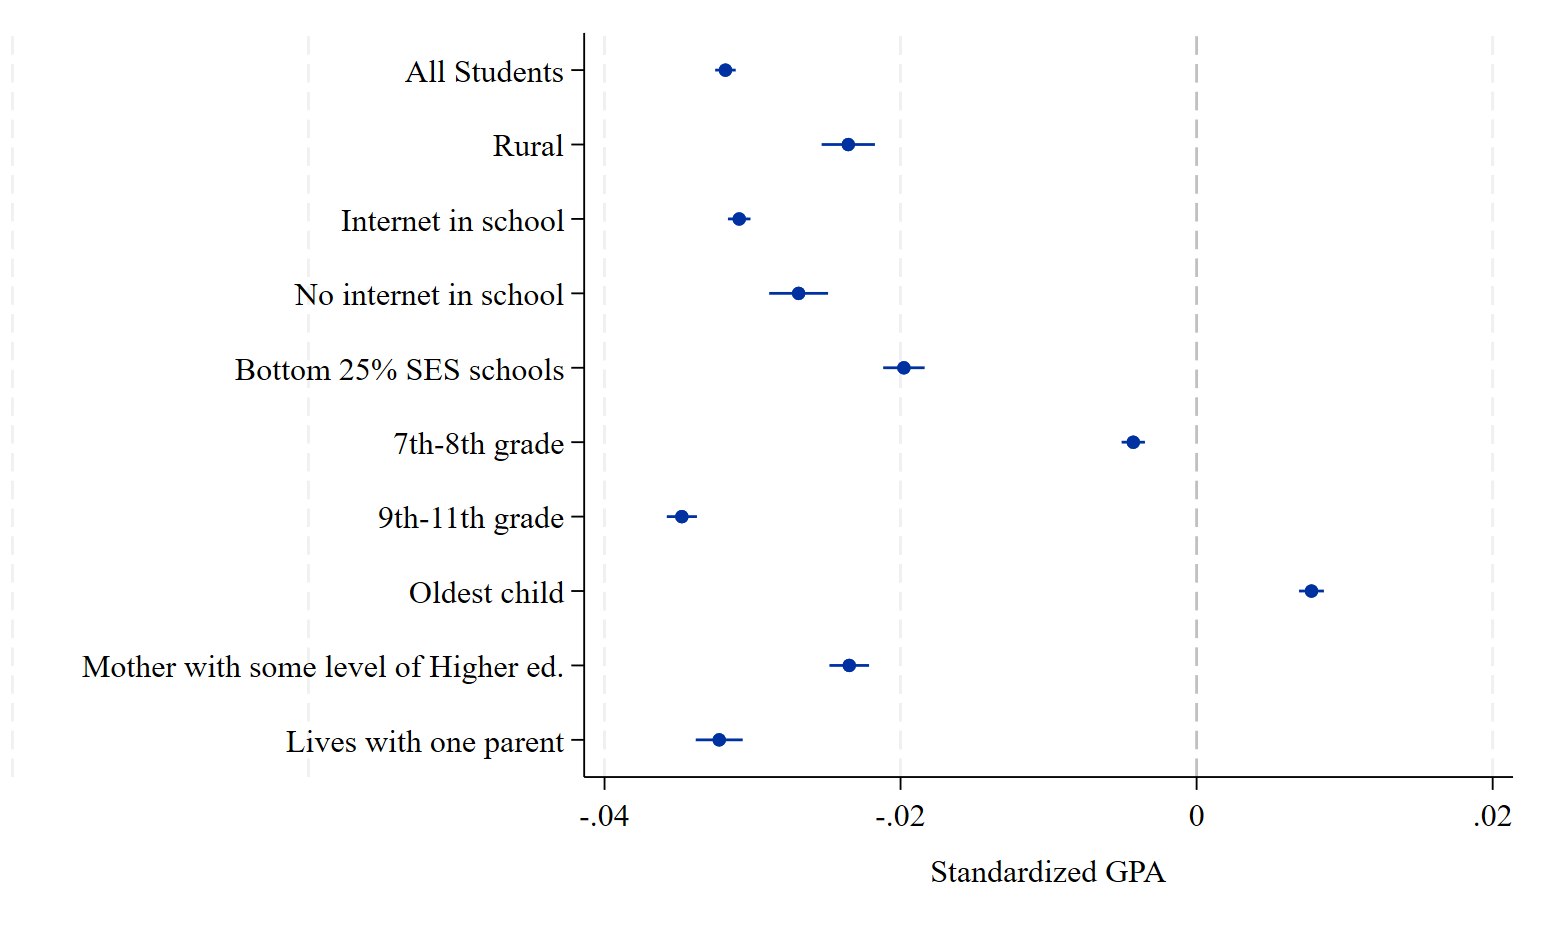 All Students
Rural
Internet in school
No internet in school
Bottom 25% SES schools
7th-8th grade
9th-11th grade
Oldest child
Mother with some level of Higher ed.
Lives with one parent
-.04 -.02 0 .02
Standardized GPA